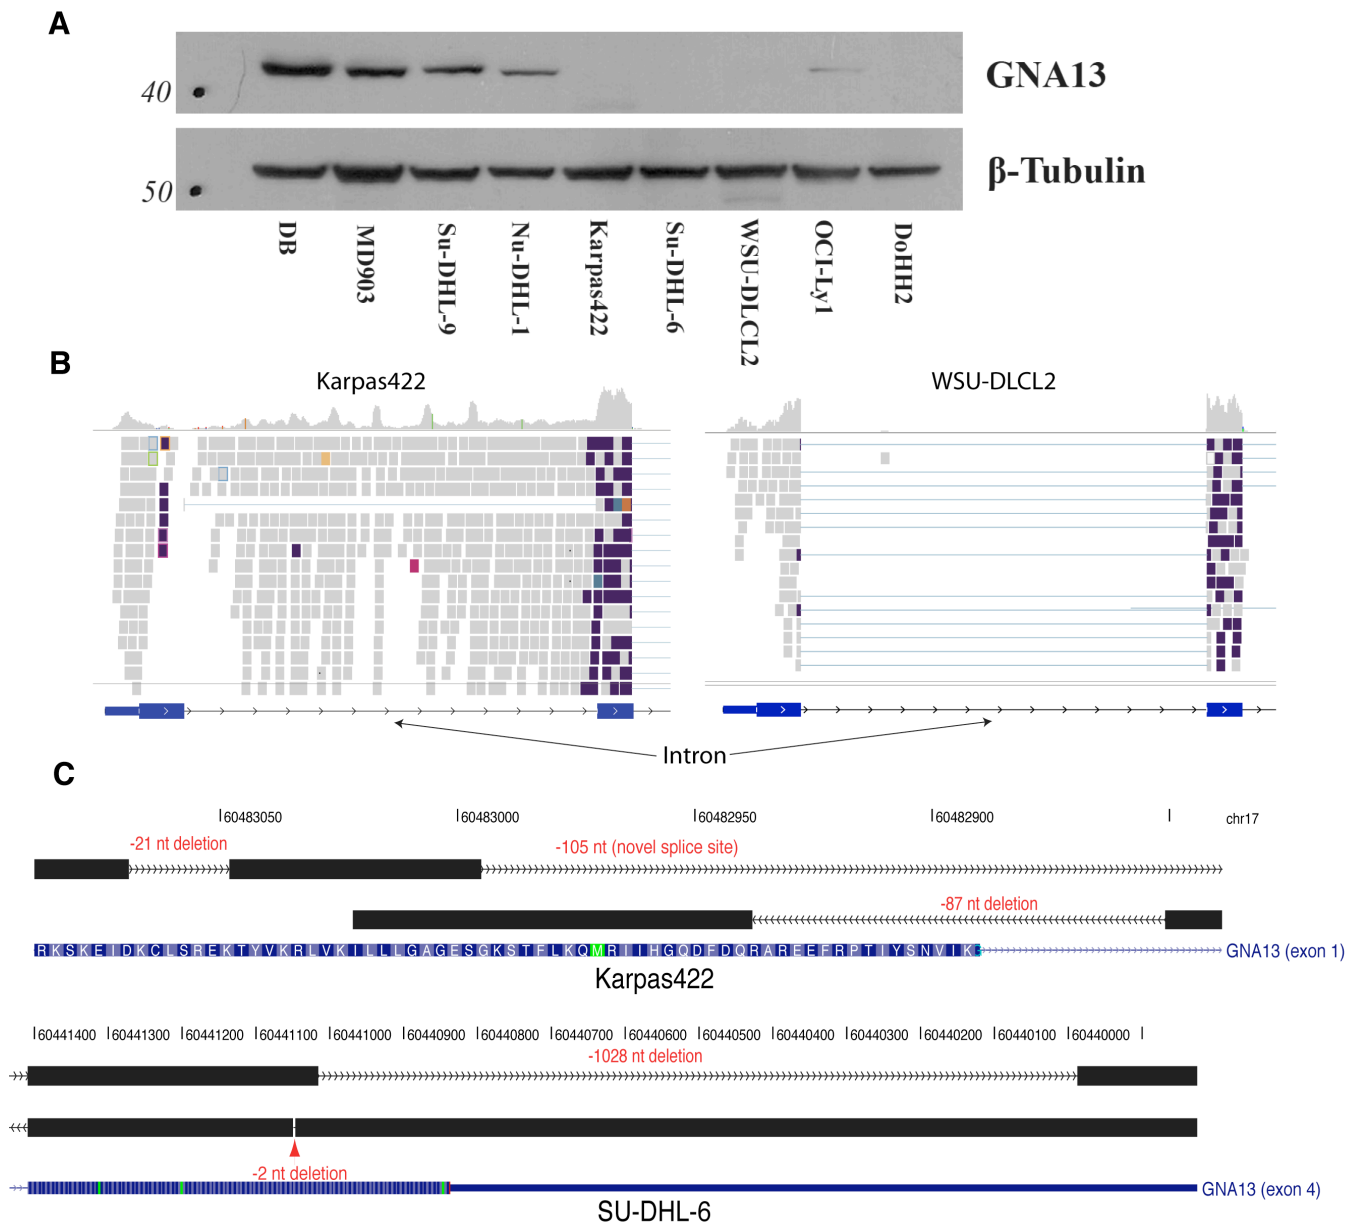 A
40
GNA13
50
β-Tubulin
DB
MD903
Su-DHL-9
Nu-DHL-1
Karpas422
Su-DHL-6
WSU-DLCL2
OCI-Ly1
DoHH2
B
Karpas422
WSU-DLCL2
Intron
C
60483050 60483000 60482950 60482900 chr17
-21 nt deletion
-105 nt (novel splice site)
-87 nt deletion
RKSKEIDKCLSREKTYVKRLVKILLLGAGESGKSTFLKQMRIIHGQDFDQRAREEFRPTIYSNVIK GNA13 (exon 1)
Karpas422
60441400 60441300 60441200 60441100 60441000 60440900 60440800 60440700 60440600 60440500 60440400 60440300 60440200 60440100 60440000
-1028 nt deletion
-2 nt deletion
GNA13 (exon 4)
SU-DHL-6